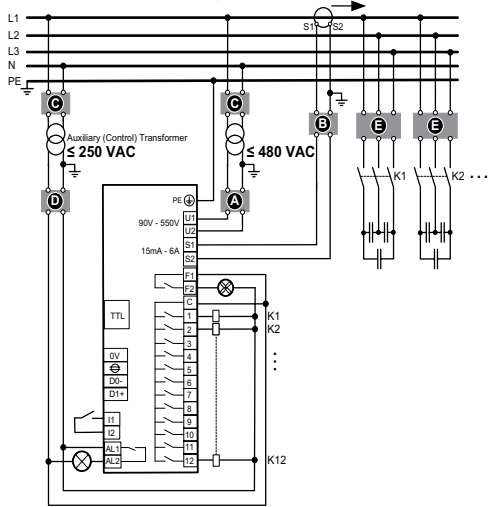 L1
S1 S2
L2
L3
N
PE
C
C
B
E
E
Auxiliary (Control) Transformer
≤ 250 VAC
≤ 480 VAC
K1
K2
D
A
PE
90V - 550V
U1
U2
15mA - 6A
S1
S2
F1
F2
C
TTL
1
K1
2
K2
3
0V
4
5
D0-
6
D1+
7
8
I1
9
I2
10
AL1
11
AL2
12
K12